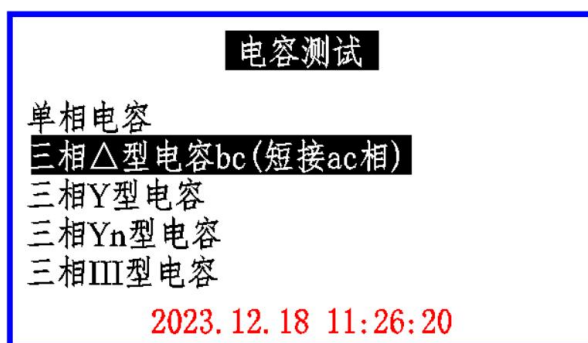 电容测试
单相电容
三相△型电容bc(短接ac相)
三相Y型电容
三相Yn型电容
三相III型电容
2023.12.18 11:26:20